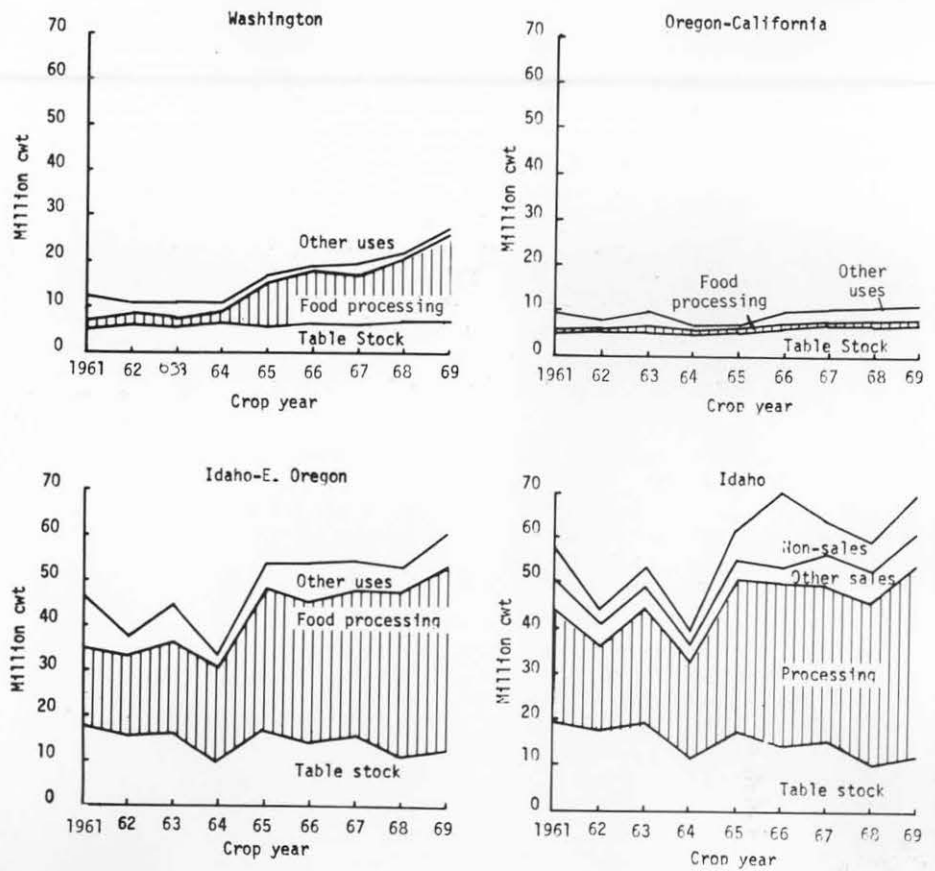 Washington
70
60
50
40
30
20
10
0
Million cwt
Other uses
Food processing
Table Stock
1961 62 63 64 65 66 67 68 69
Crop year
Oregon-California
70
60
50
40
30
20
10
0
Million cwt
Food
processing
Other
uses
Table Stock
1961 62 63 64 65 66 67 68 69
Crop year
Idaho-E. Oregon
70
60
50
40
30
20
10
0
Million cwt
Other uses
Food processing
Table stock
1961 62 63 64 65 66 67 68 69
Crop year
Idaho
70
60
50
40
30
20
10
0
Million cwt
Non-sales
Other sales
Processing
Table stock
1961 62 63 64 65 66 67 68 69
Crop year